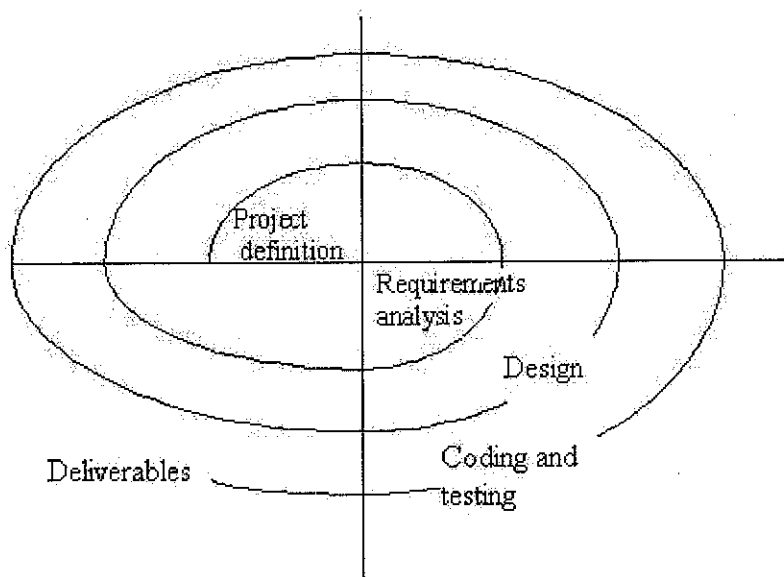 Project
definition
Requirements
analysis
Design
Coding and
testing
Deliverables